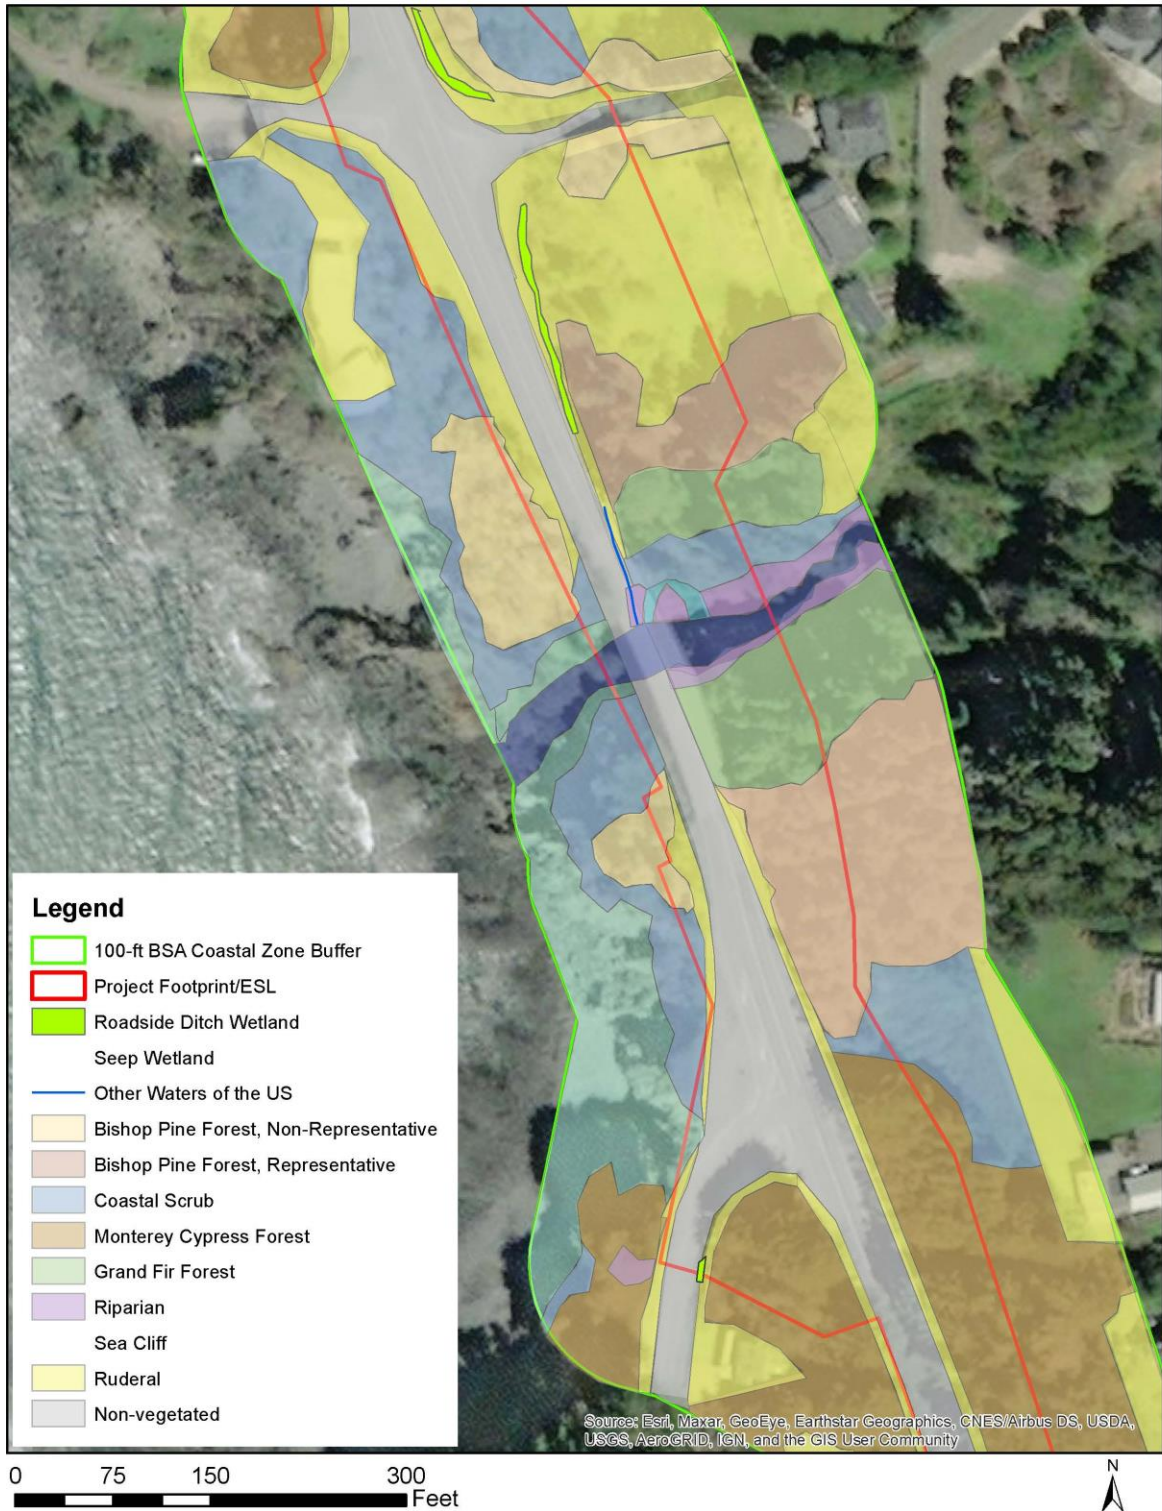 Legend
100-ft BSA Coastal Zone Buffer
Project Footprint/ESL
Roadside Ditch Wetland
Seep Wetland
Other Waters of the US
Bishop Pine Forest, Non-Representative
Bishop Pine Forest, Representative
Coastal Scrub
Monterey Cypress Forest
Grand Fir Forest
Riparian
Sea Cliff
Ruderal
Non-vegetated
Source: Esri, Maxar, GeoEye, Earthstar Geographics, CNES/Airbus DS, USDA,
USGS, AeroGRID, IGN, and the GIS User Community
0 75 150 300
Feet
N